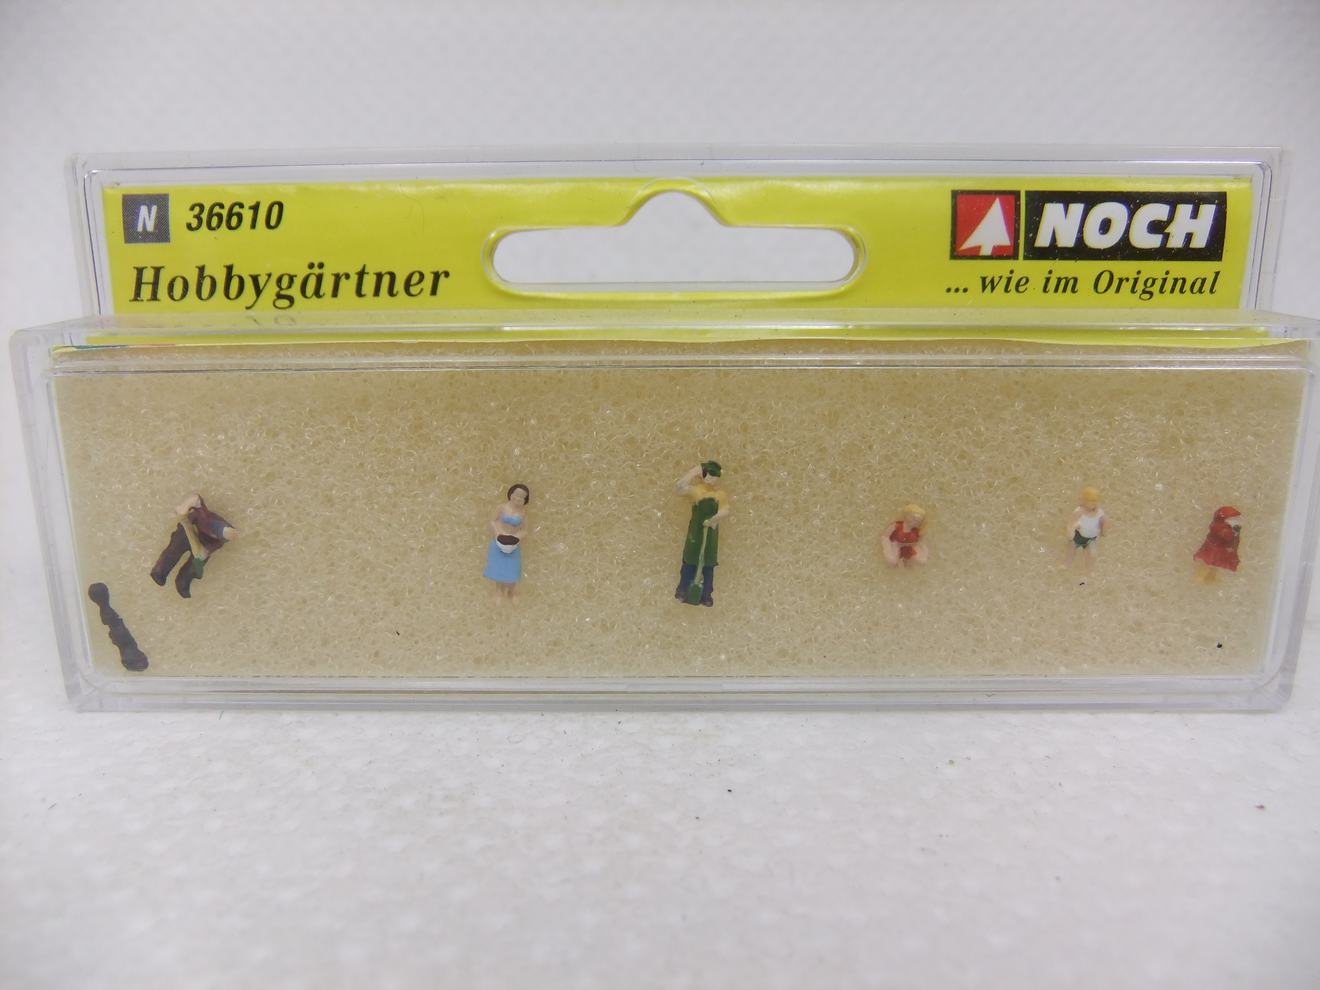 N 36610
Hobbygärtner
NOCH
... wie im Original